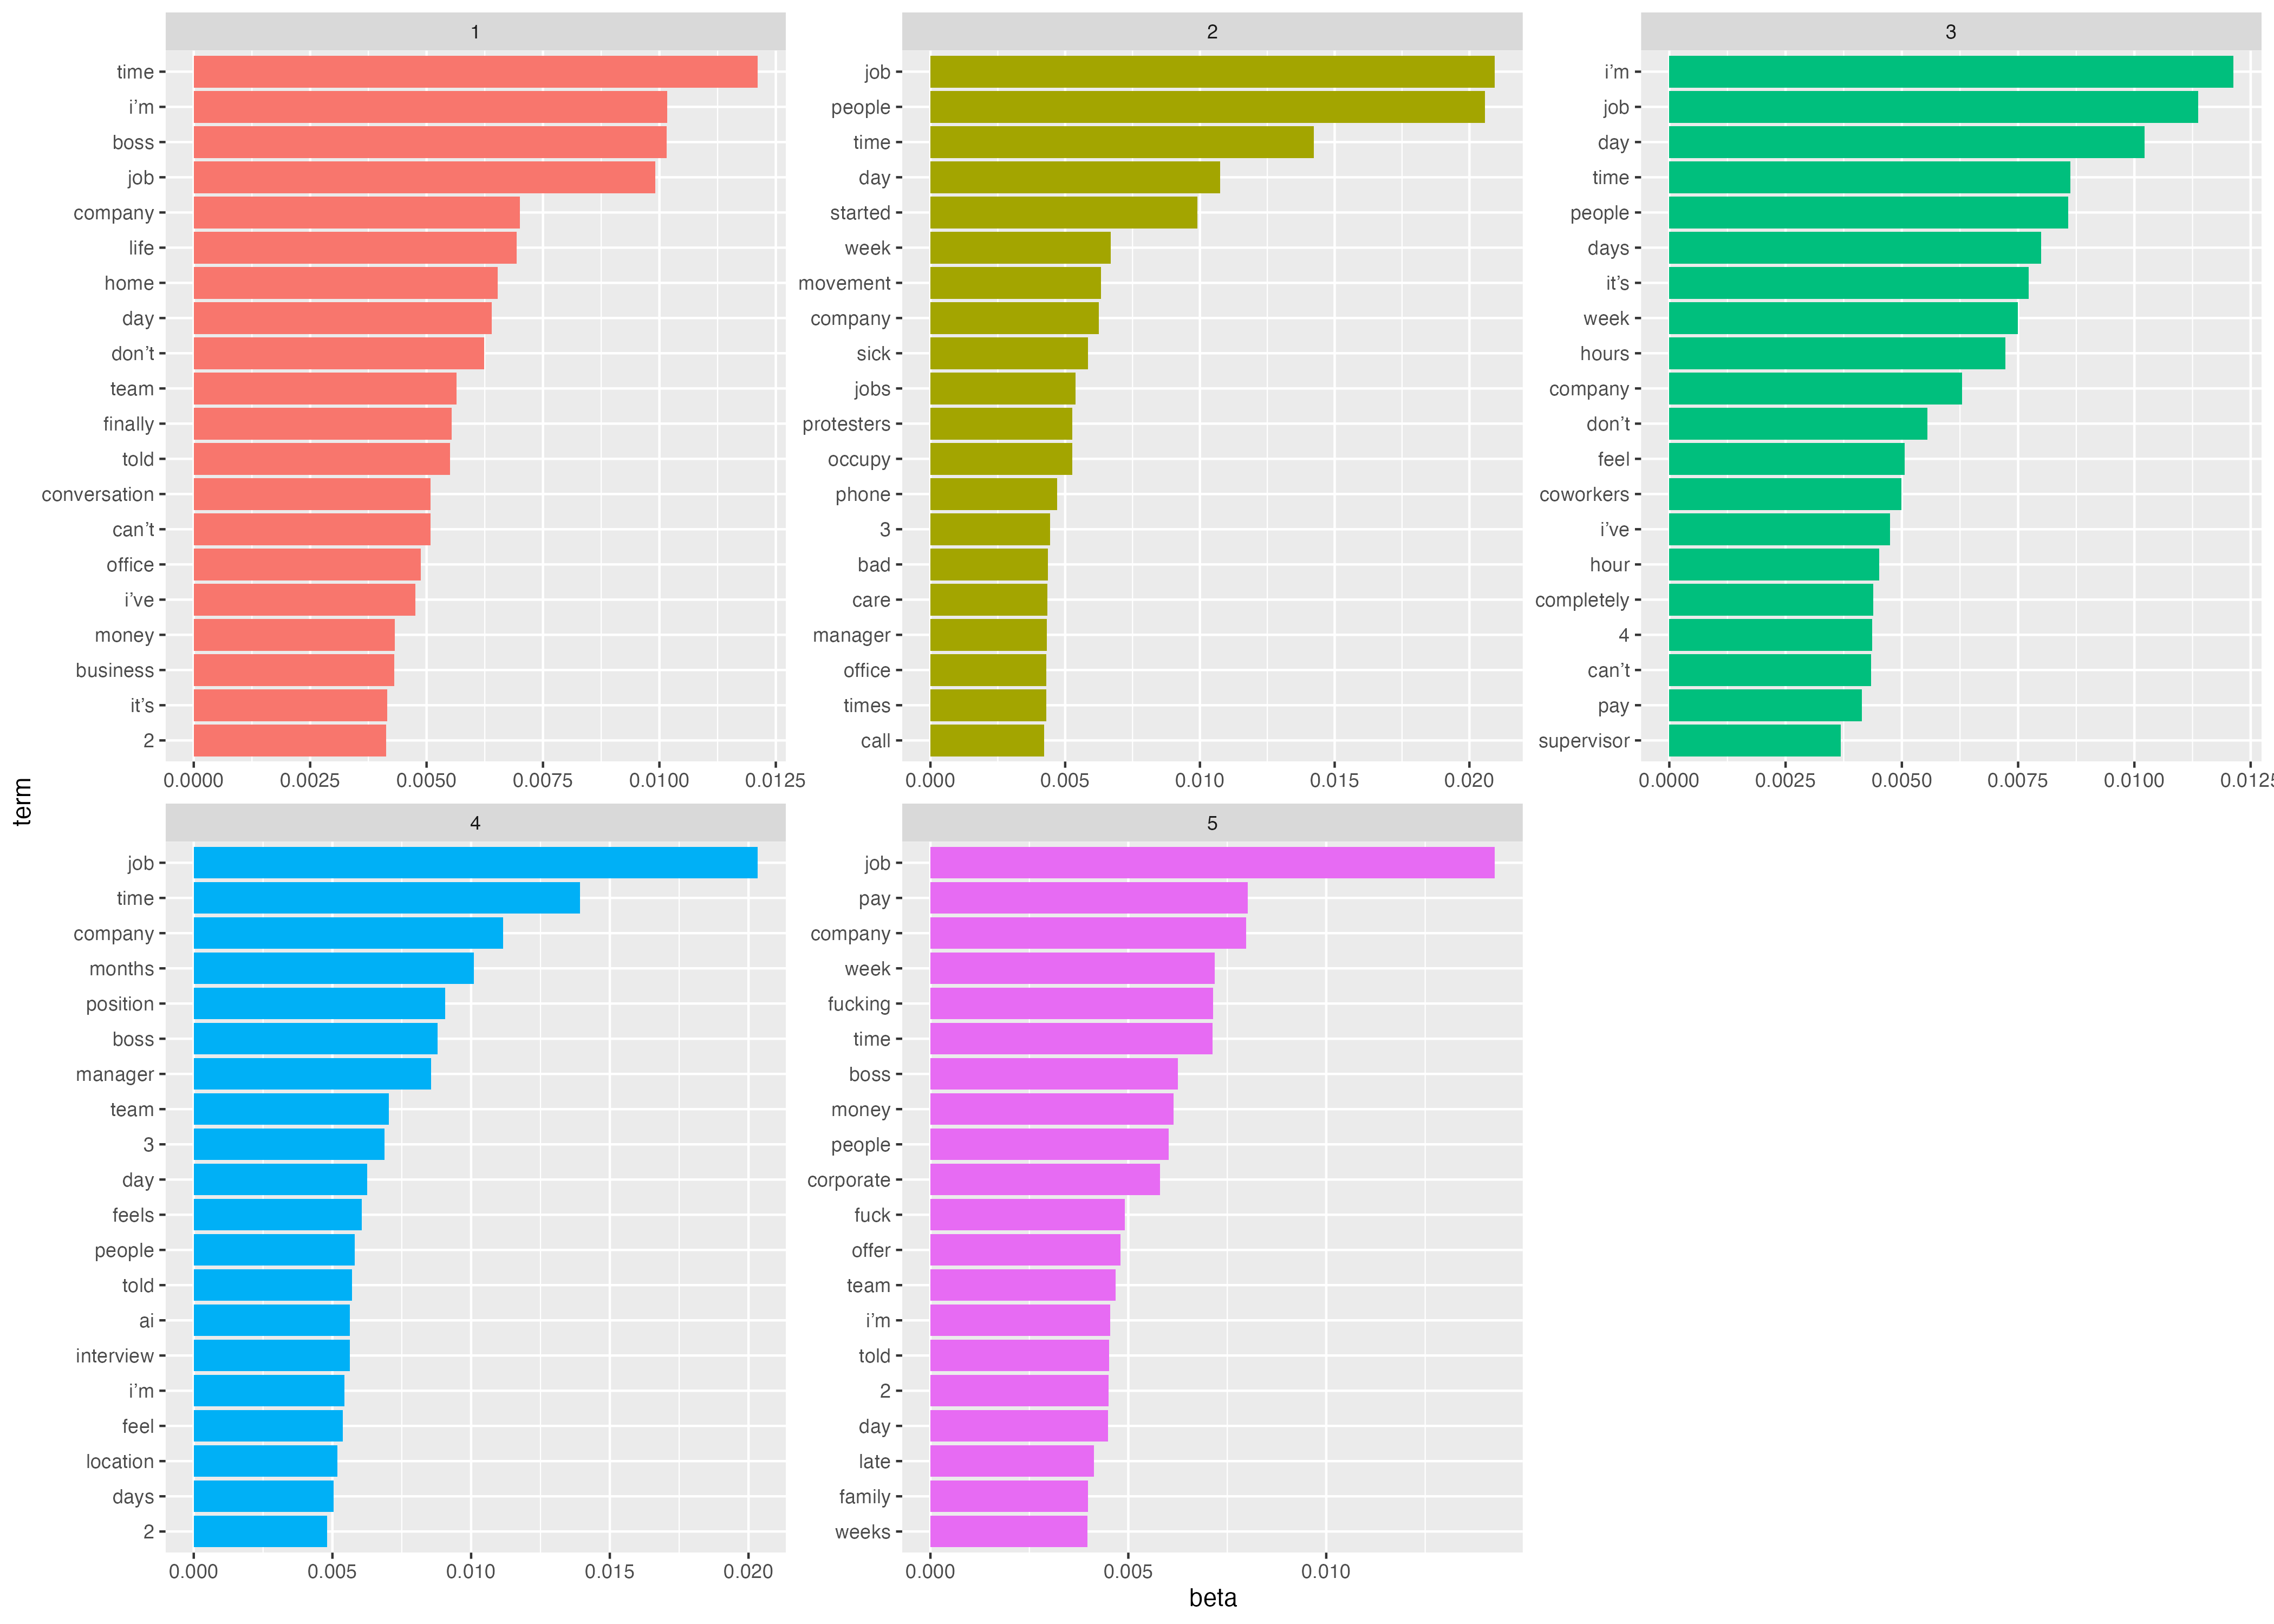 1
time
i’m
boss
job
company
life
home
day
don’t
team
finally
told
conversation
can’t
office
i’ve
money
business
it’s
2
0.0000 0.0025 0.0050 0.0075 0.0100 0.0125
2
job
people
time
day
started
week
movement
company
sick
jobs
protesters
occupy
phone
3
bad
care
manager
office
times
call
0.000 0.005 0.010 0.015 0.020
3
i’m
job
day
time
people
days
it’s
week
hours
company
don’t
feel
coworkers
i’ve
hour
completely
4
can’t
pay
supervisor
0.0000 0.0025 0.0050 0.0075 0.0100 0.0125
term
4
job
time
company
months
position
boss
manager
team
3
day
feels
people
told
ai
interview
i’m
feel
location
days
2
0.000 0.005 0.010 0.015 0.020
5
job
pay
company
week
fucking
time
boss
money
people
corporate
fuck
offer
team
i’m
told
2
day
late
family
weeks
0.000 0.005 0.010
beta